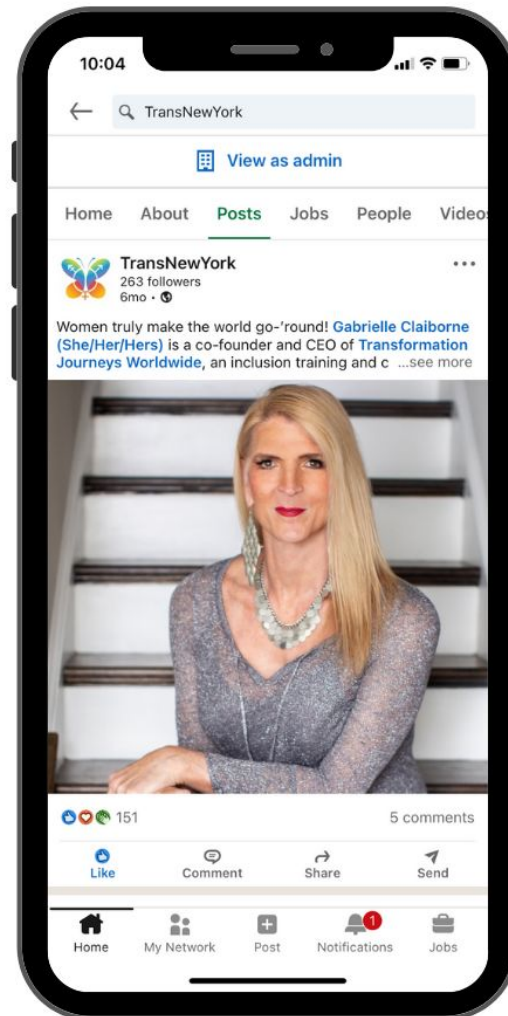 10:04
TransNewYork
View as admin
Home About Posts Jobs People Videos
TransNewYork
263 followers
6mo •
Women truly make the world go-'round! Gabrielle Claiborne
(She/Her/Hers) is a co-founder and CEO of Transformation
Journeys Worldwide, an inclusion training and c ...see more
151 5 comments
Like Comment Share Send
1
Home My Network Post Notifications Jobs